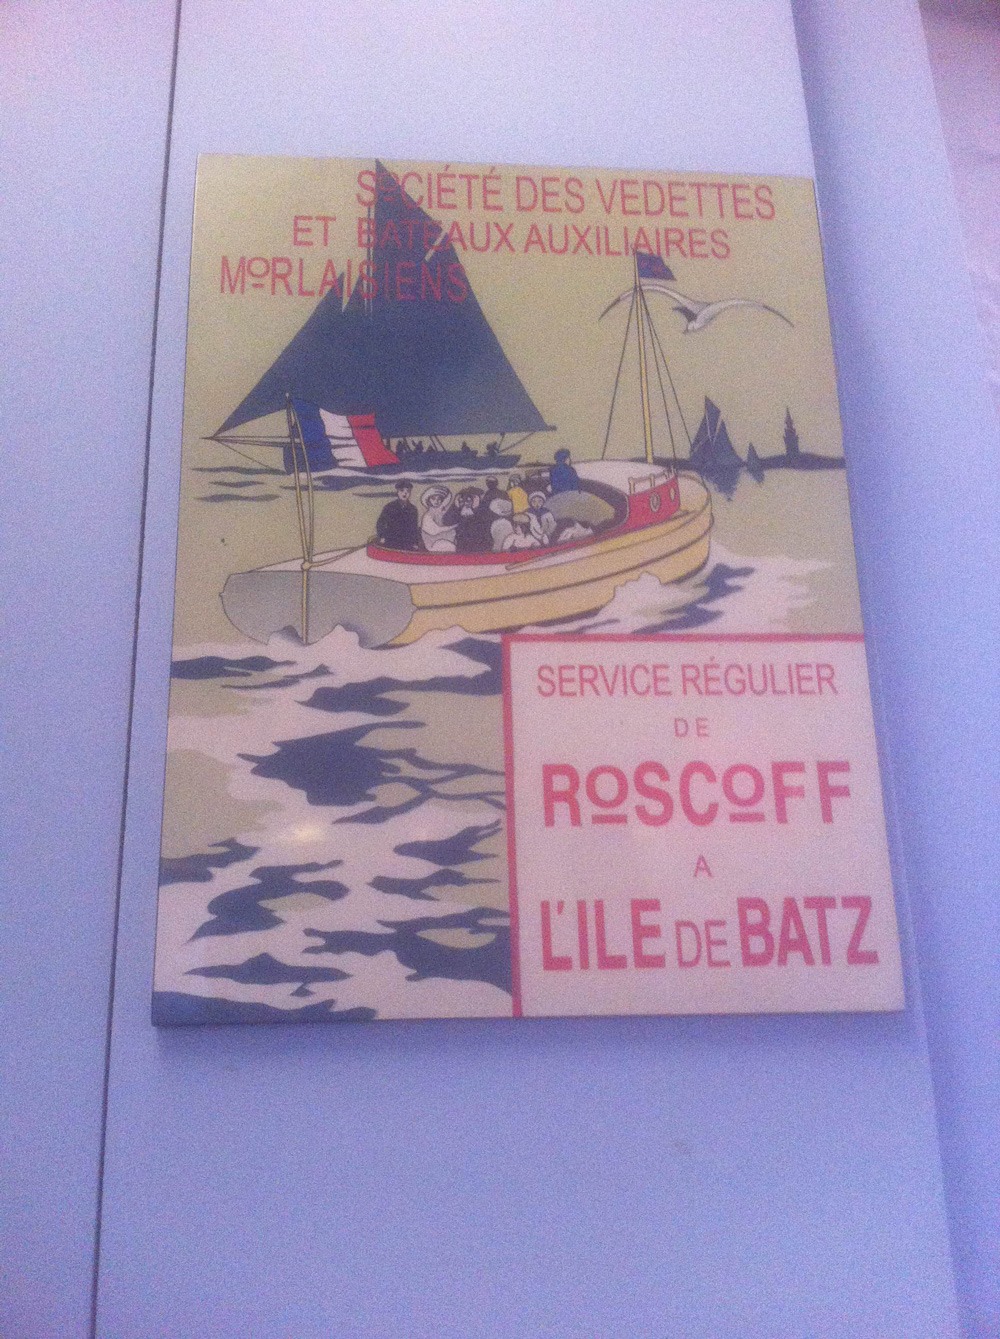 SOCIÉTÉ DES VEDETTES
ET BATEAUX AUXILIAIRES
MORLAISIENS
SERVICE RÉGULIER
DE
ROSCOFF
A
L'ILE DE BATZ